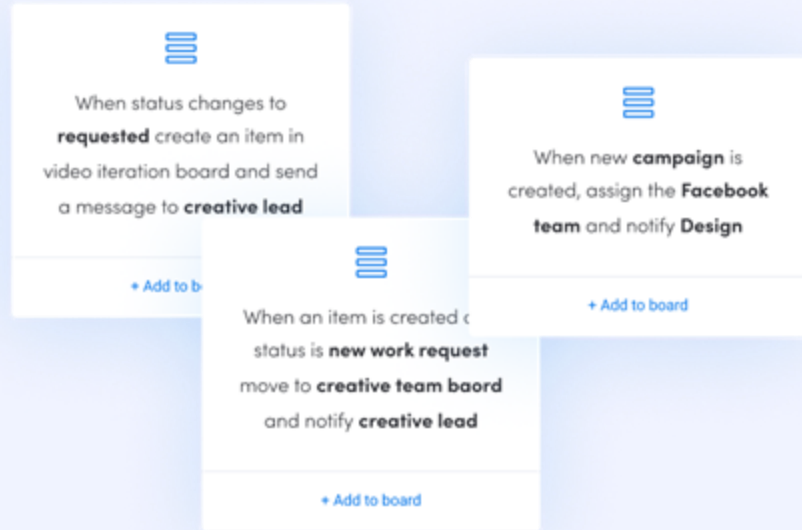 When status changes to
requested create an item in
video iteration board and send
a message to creative lead
+ Add to b
When new campaign is
created, assign the Facebook
team and notify Design
+ Add to board
When an item is created
status is new work request
move to creative team baord
and notify creative lead
+ Add to board